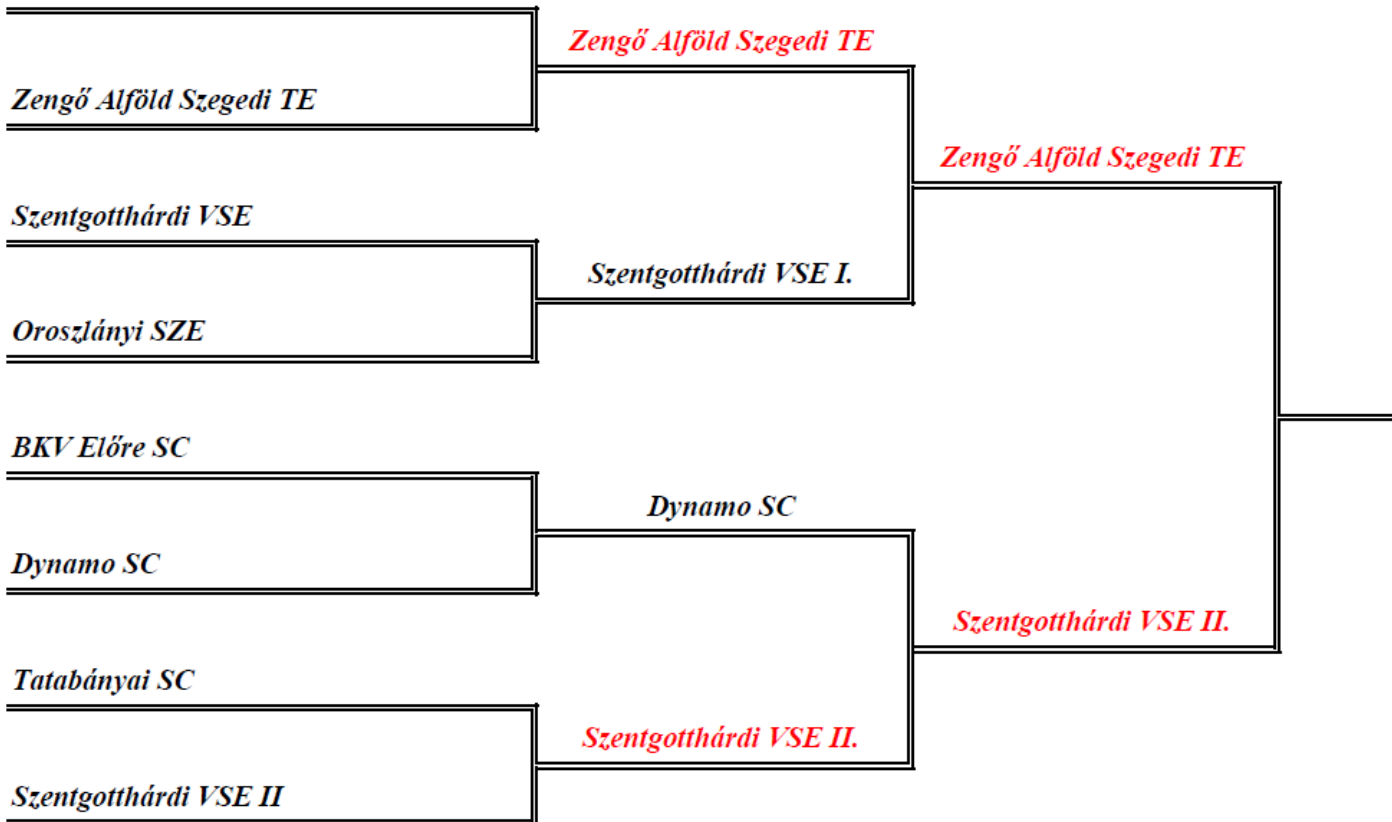 Zengő Alföld Szegedi TE
Szentgotthárdi VSE
Oroszlányi SZE
BKV Előre SC
Dynamo SC
Tatabányai SC
Szentgotthárdi VSE II
Zengő Alföld Szegedi TE
Szentgotthárdi VSE I.
Dynamo SC
Szentgotthárdi VSE II.
Zengő Alföld Szegedi TE
Szentgotthárdi VSE II.